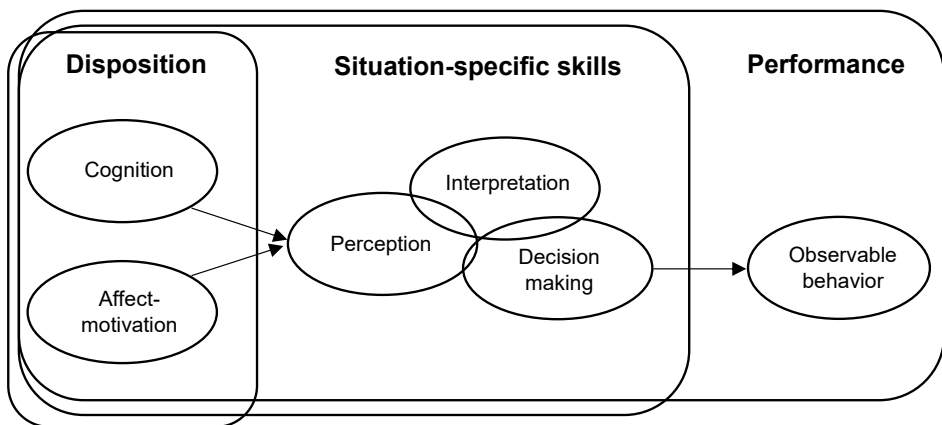 Disposition
Situation-specific skills
Performance
Cognition
Affect-
motivation
Perception
Interpretation
Decision
making
Observable
behavior